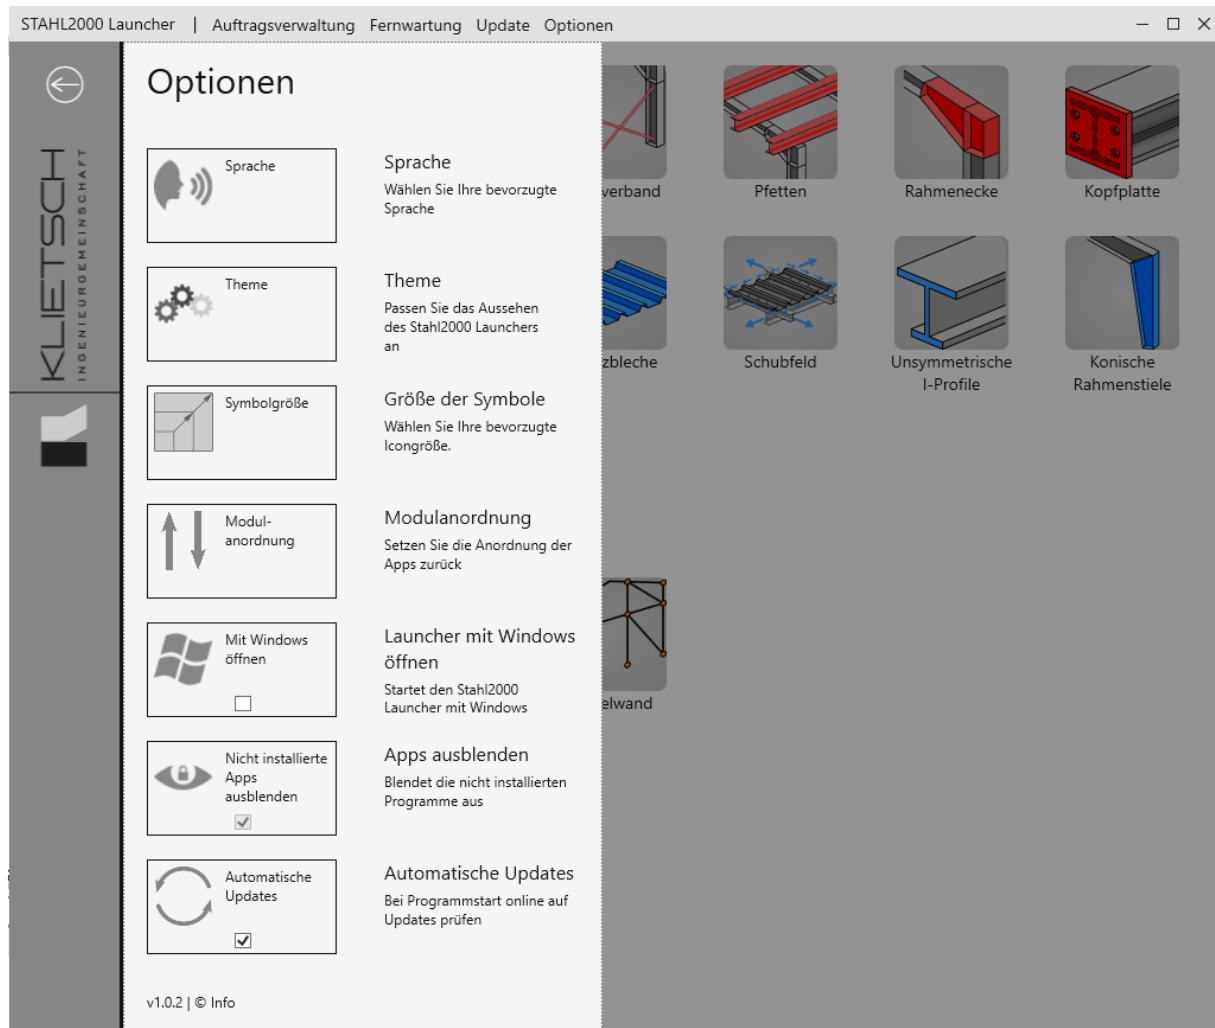 STAHL2000 Launcher | Auftragsverwaltung Fernwartung Update Optionen
KLIETSCH
INGENIEURGEMEINSCHAFT
Optionen
Sprache
Sprache
Wählen Sie Ihre bevorzugte
Sprache
Theme
Theme
Passen Sie das Aussehen
des Stahl2000 Launchers
an
Symbolgröße
Größe der Symbole
Wählen Sie Ihre bevorzugte
Icongröße.
Modul-
anordnung
Modulanordnung
Setzen Sie die Anordnung der
Apps zurück
Mit Windows
öffnen
Launcher mit Windows
öffnen
Startet den Stahl2000
Launcher mit Windows
Nicht installierte
Apps
ausblenden
Apps ausblenden
Blendet die nicht installierten
Programme aus
Automatische
Updates
Automatische Updates
Bei Programmstart online auf
Updates prüfen
v1.0.2 | © Info
verband
Pfetten
Rahmenecke
Kopfplatte
zbleche
Schubfeld
Unsymmetrische
I-Profile
Konische
Rahmenstiele
elwand